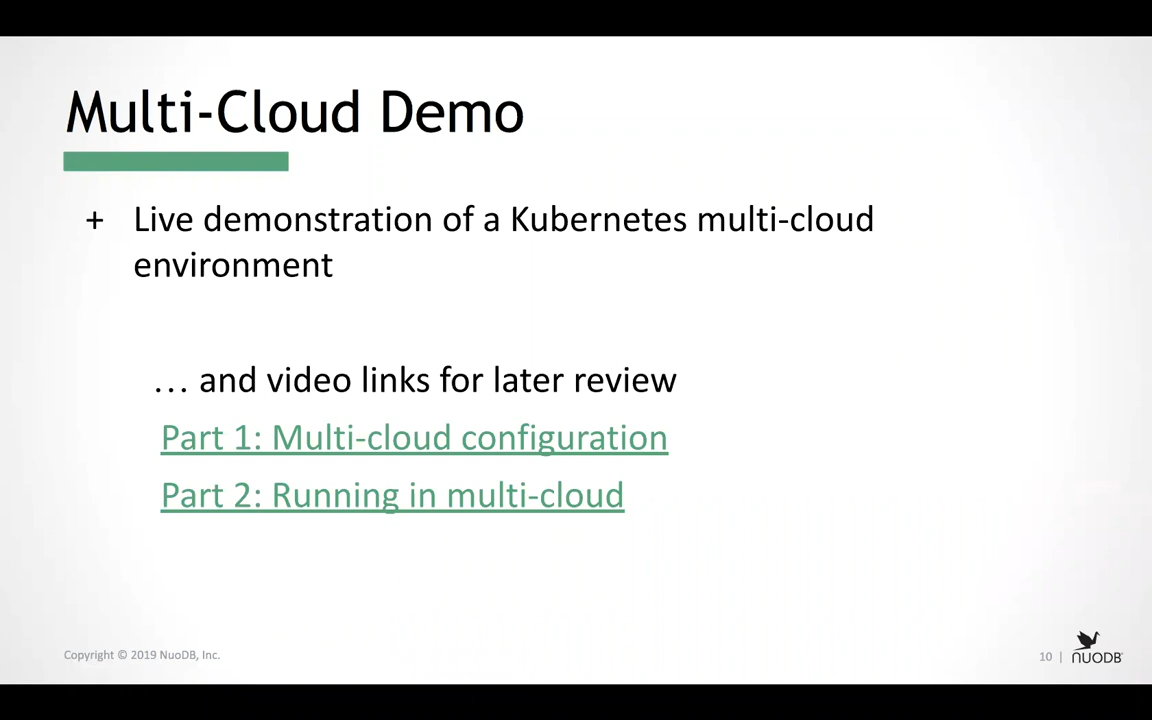 Multi-Cloud Demo
+ Live demonstration of a Kubernetes multi-cloud
environment
… and video links for later review
Part 1: Multi-cloud configuration
Part 2: Running in multi-cloud
Copyright © 2019 NuoDB, Inc.
10 |
NUODB